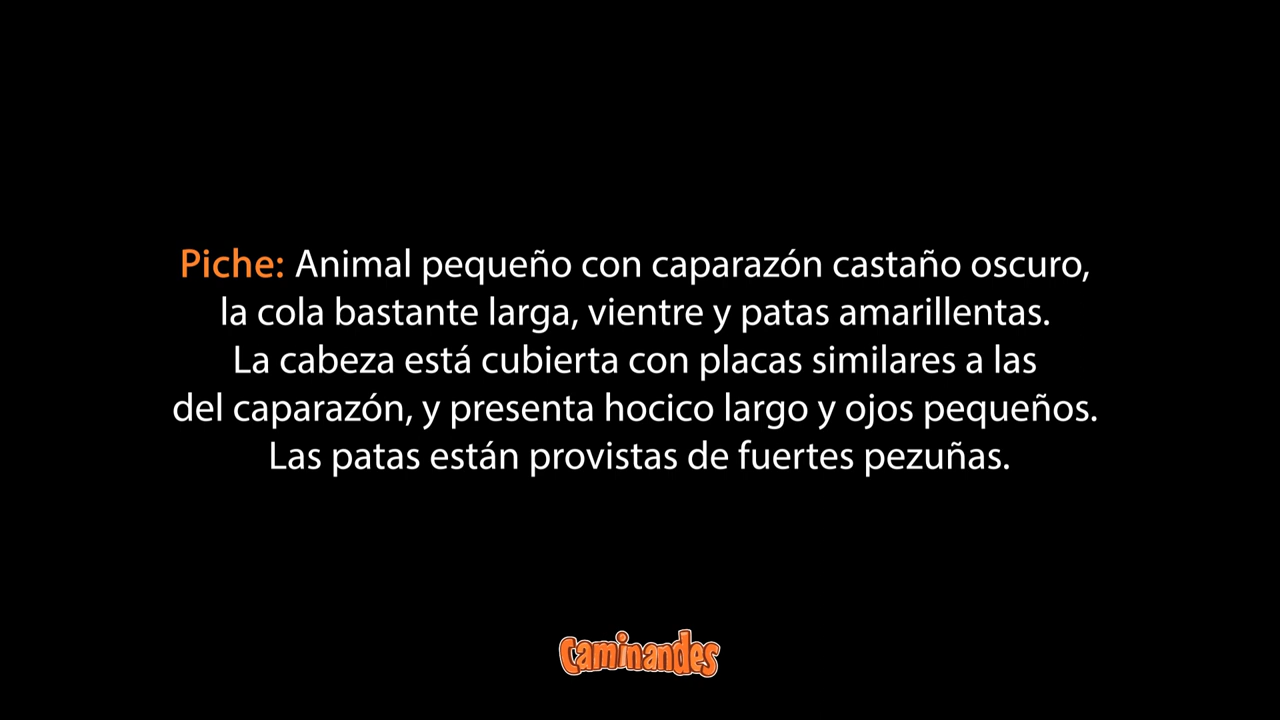 Piche: Animal pequeño con caparazón castaño oscuro,
la cola bastante larga, vientre y patas amarillentas.
La cabeza está cubierta con placas similares a las
del caparazón, y presenta hocico largo y ojos pequeños.
Las patas están provistas de fuertes pezuñas.
Caminandes